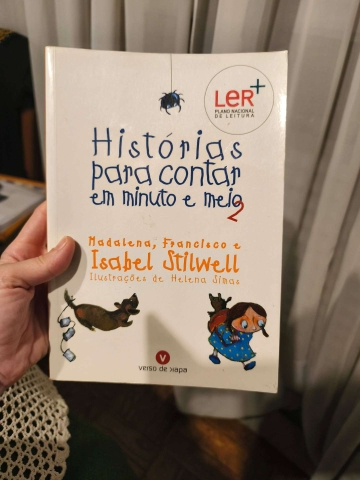 LeR+
PLANO NACIONAL
DE LEITURA
Histórias
para contar
em minuto e meio
2
Madalena, Francisco e
Isabel Stilwell
Ilustrações de Helena Simas
V
verso de kapa